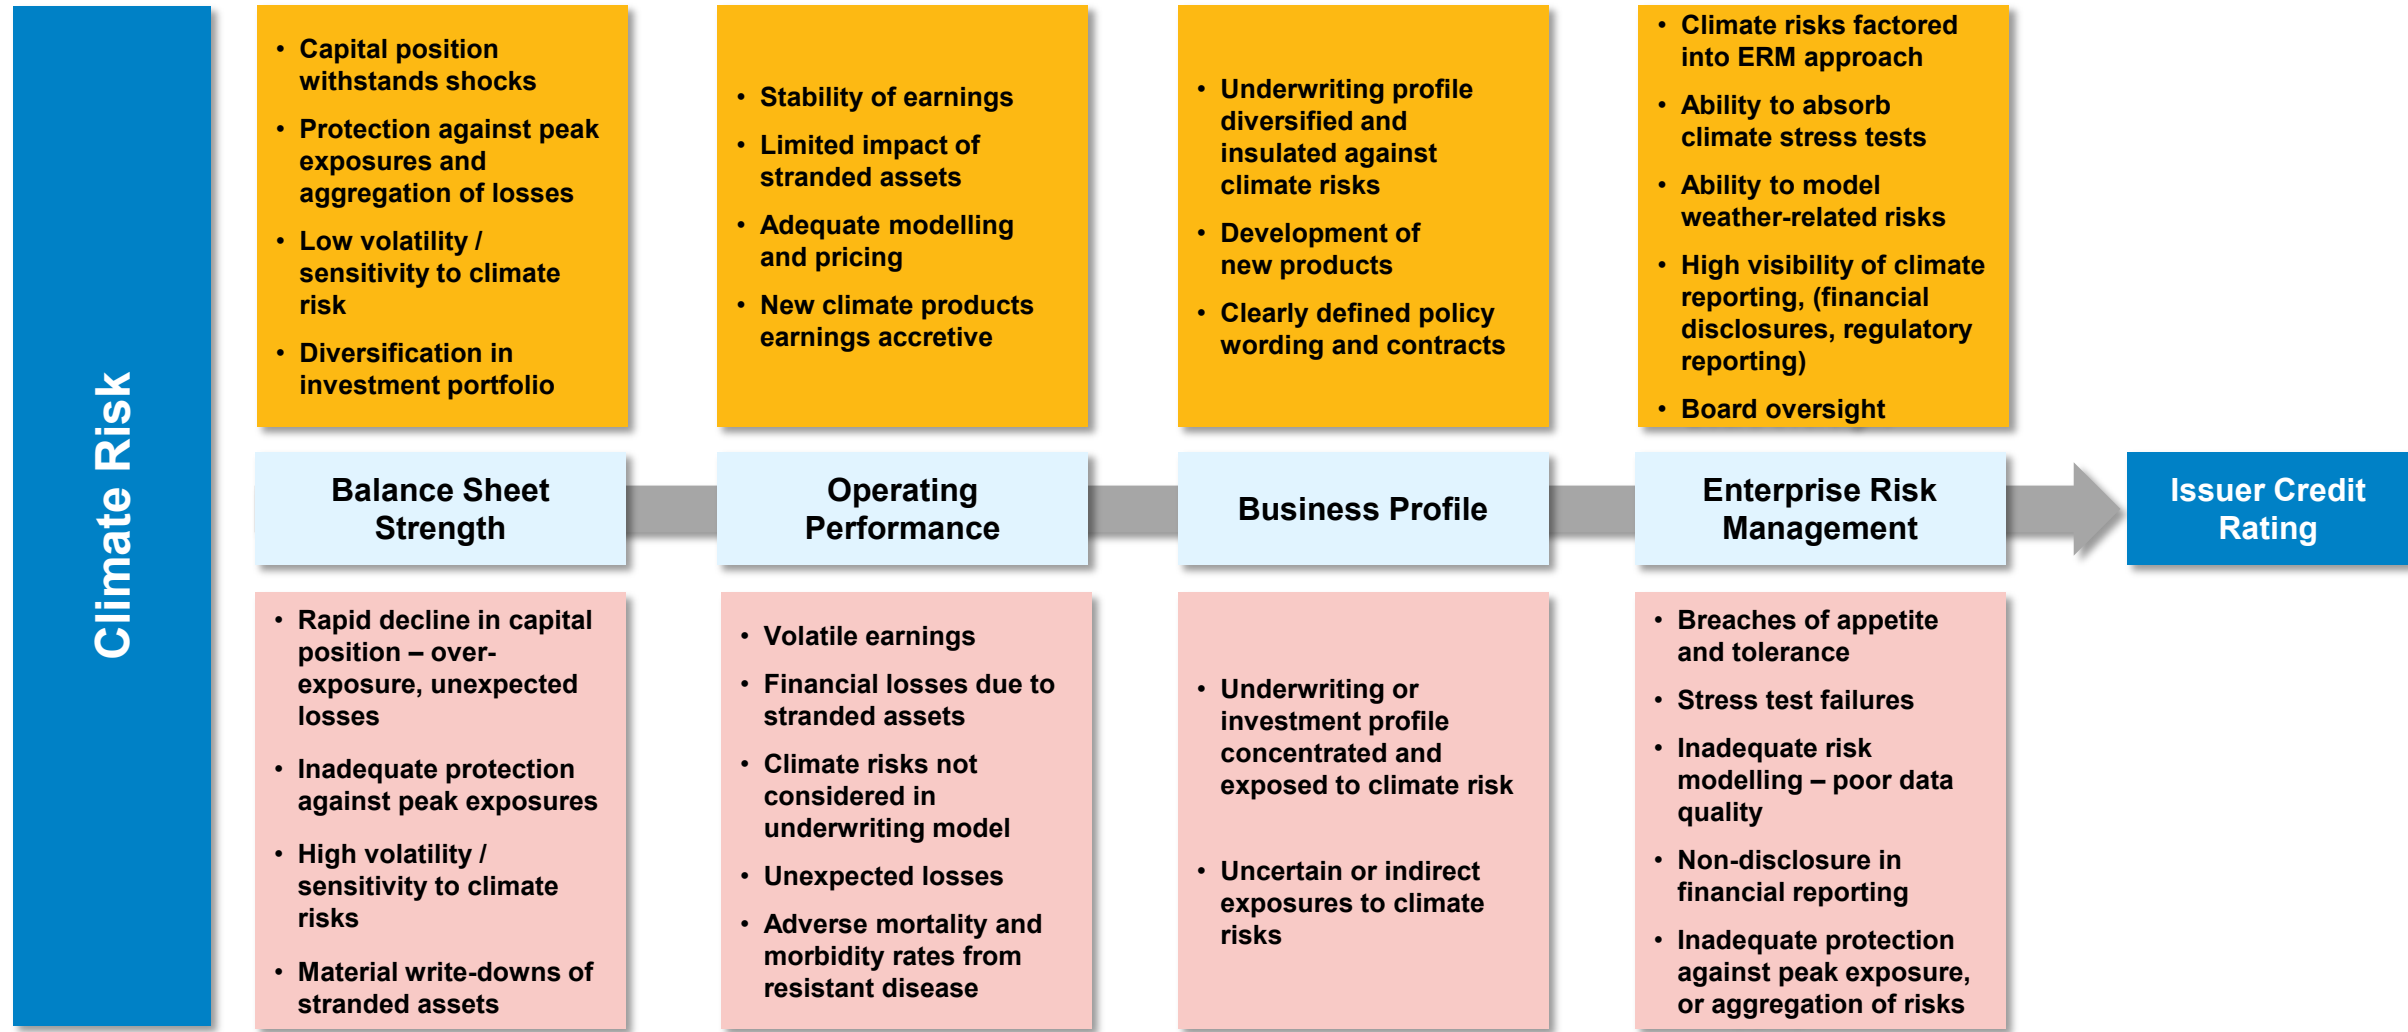 Climate Risk
• Capital position
withstands shocks
• Protection against peak
exposures and
aggregation of losses
• Low volatility /
sensitivity to climate
risk
• Diversification in
investment portfolio
• Stability of earnings
• Limited impact of
stranded assets
• Adequate modelling
and pricing
• New climate products
earnings accretive
• Underwriting profile
diversified and
insulated against
climate risks
• Development of
new products
• Clearly defined policy
wording and contracts
• Climate risks factored
into ERM approach
• Ability to absorb
climate stress tests
• Ability to model
weather-related risks
• High visibility of climate
reporting, (financial
disclosures, regulatory
reporting)
• Board oversight
Balance Sheet
Strength
Operating
Performance
Business Profile
Enterprise Risk
Management
Issuer Credit
Rating
• Rapid decline in capital
position – over-
exposure, unexpected
losses
• Inadequate protection
against peak exposures
• High volatility /
sensitivity to climate
risks
• Material write-downs of
stranded assets
• Volatile earnings
• Financial losses due to
stranded assets
• Climate risks not
considered in
underwriting model
• Unexpected losses
• Adverse mortality and
morbidity rates from
resistant disease
• Underwriting or
investment profile
concentrated and
exposed to climate risk
• Uncertain or indirect
exposures to climate
risks
• Breaches of appetite
and tolerance
• Stress test failures
• Inadequate risk
modelling – poor data
quality
• Non-disclosure in
financial reporting
• Inadequate protection
against peak exposure,
or aggregation of risks